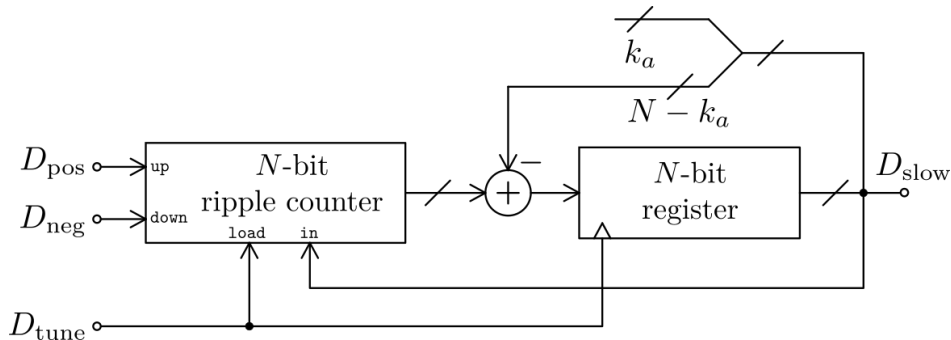 k_a
N − k_a
D_pos
up
N-bit
ripple counter
−
+
N-bit
register
D_slow
D_neg
down
load
in
D_tune